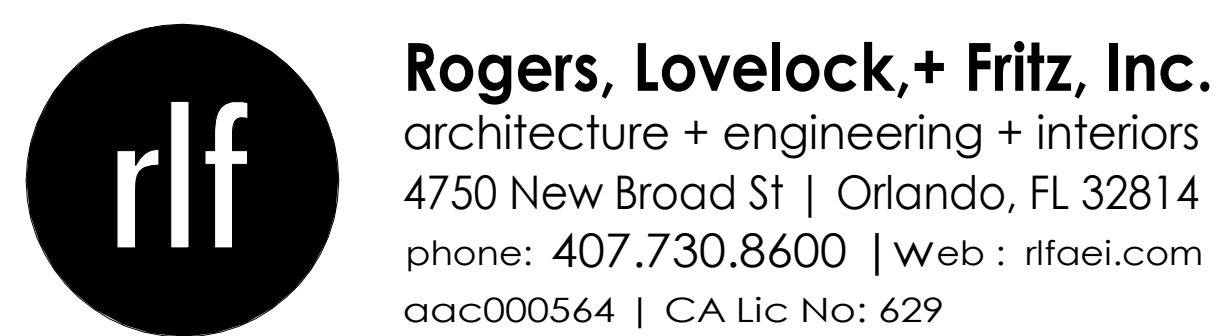 rlf
Rogers, Lovelock,+ Fritz, Inc.
architecture + engineering + interiors
4750 New Broad St | Orlando, FL 32814
phone: 407.730.8600 | web : rlfaei.com
aac000564 | CA Lic No: 629